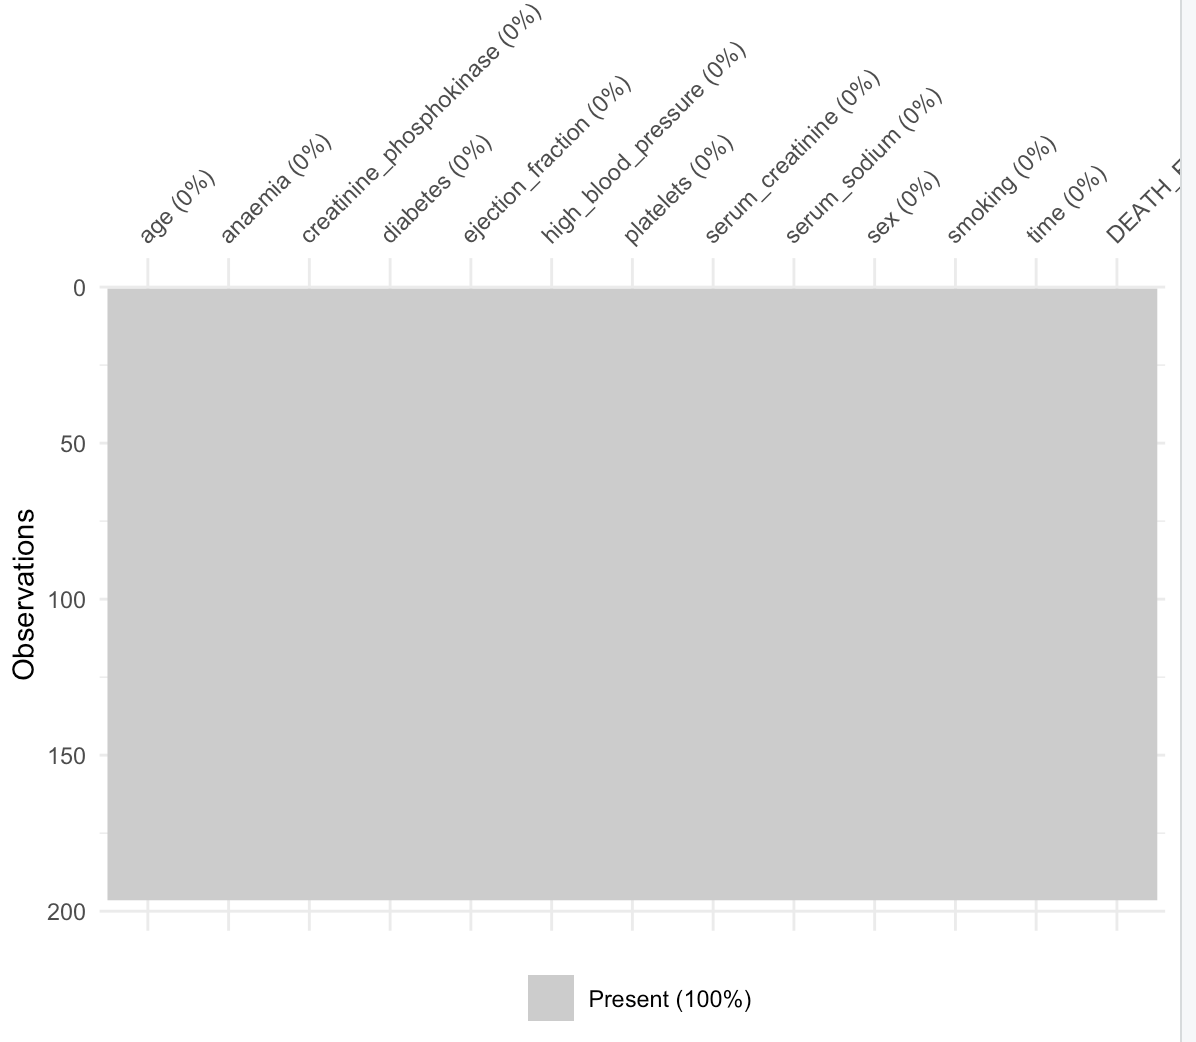 age (0%)
anaemia (0%)
creatinine_phosphokinase (0%)
diabetes (0%)
ejection_fraction (0%)
high_blood_pressure (0%)
platelets (0%)
serum_creatinine (0%)
serum_sodium (0%)
sex (0%)
smoking (0%)
time (0%)
DEATH_
0
50
100
150
200
Observations
Present (100%)